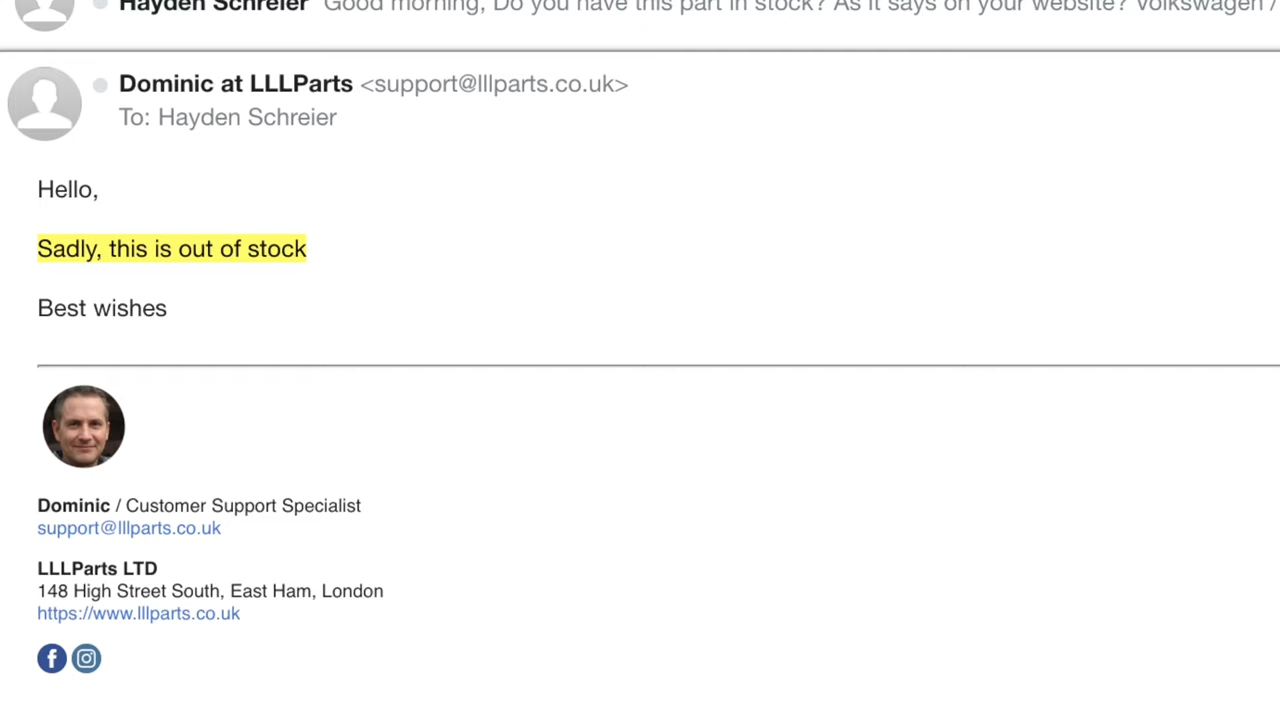 Hayden Schreier Good morning, Do you have this part in stock? As it says on your website? Volkswagen /
Dominic at LLLParts <support@lllparts.co.uk>
To: Hayden Schreier
Hello,
Sadly, this is out of stock
Best wishes
Dominic / Customer Support Specialist
support@lllparts.co.uk
LLLParts LTD
148 High Street South, East Ham, London
https://www.lllparts.co.uk